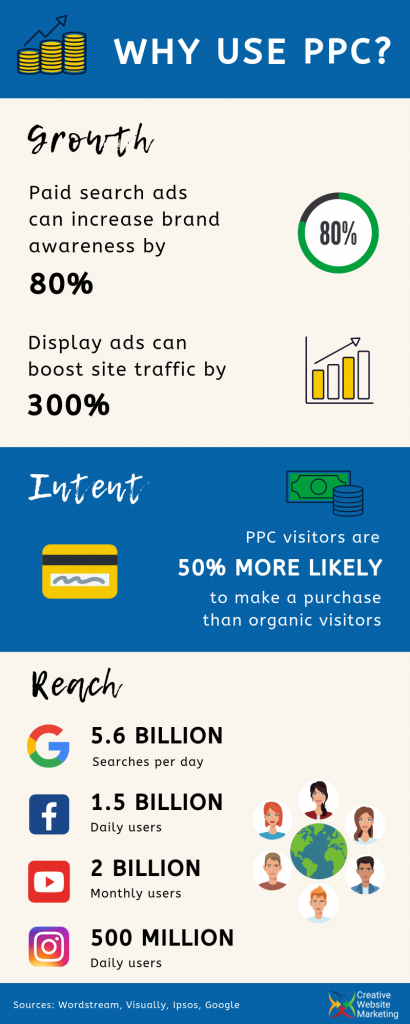 WHY USE PPC?
Growth
Paid search ads
can increase brand
awareness by
80%
80%
Display ads can
boost site traffic by
300%
Intent
PPC visitors are
50% MORE LIKELY
to make a purchase
than organic visitors
Reach
5.6 BILLION
Searches per day
1.5 BILLION
Daily users
2 BILLION
Monthly users
500 MILLION
Daily users
Sources: Wordstream, Visually, Ipsos, Google
Creative
Website
Marketing